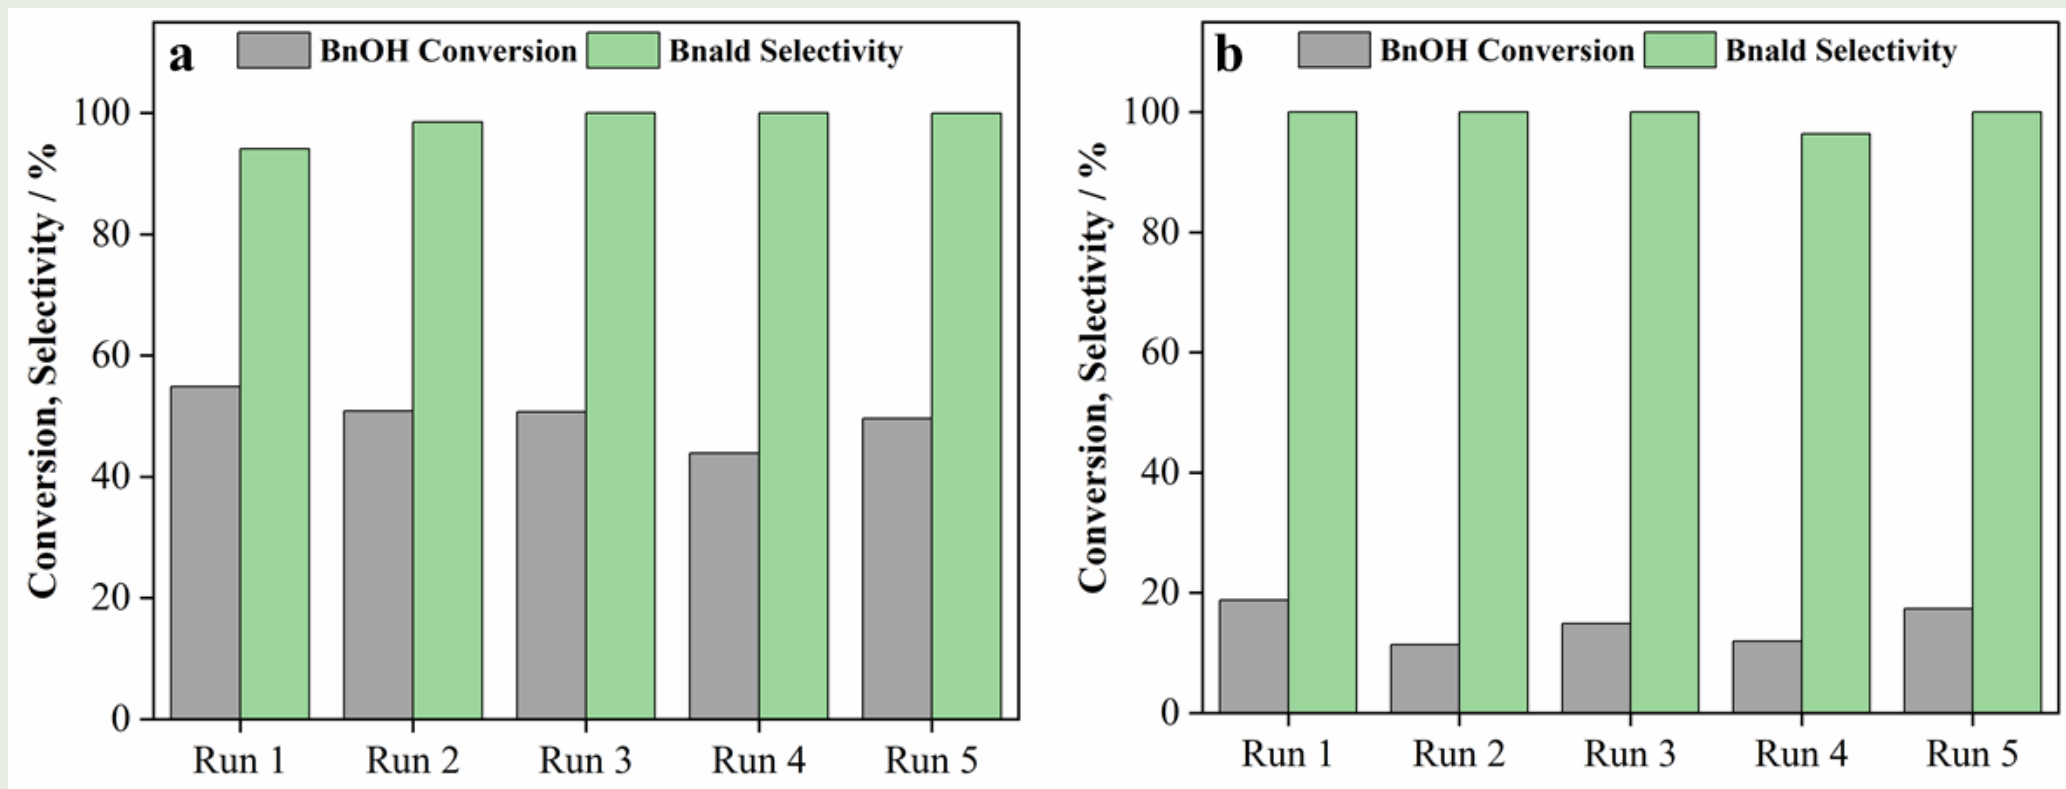 a
BnOH Conversion
Bnald Selectivity
Conversion, Selectivity / %
100
80
60
40
20
0
Run 1
Run 2
Run 3
Run 4
Run 5
b
BnOH Conversion
Bnald Selectivity
Conversion, Selectivity / %
100
80
60
40
20
0
Run 1
Run 2
Run 3
Run 4
Run 5